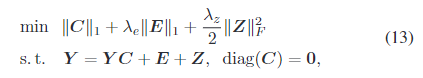 min ‖C‖₁ + λₑ‖E‖₁ + λ_z/2 ‖Z‖²_F
s. t. Y = YC + E + Z, diag(C) = 0, (13)